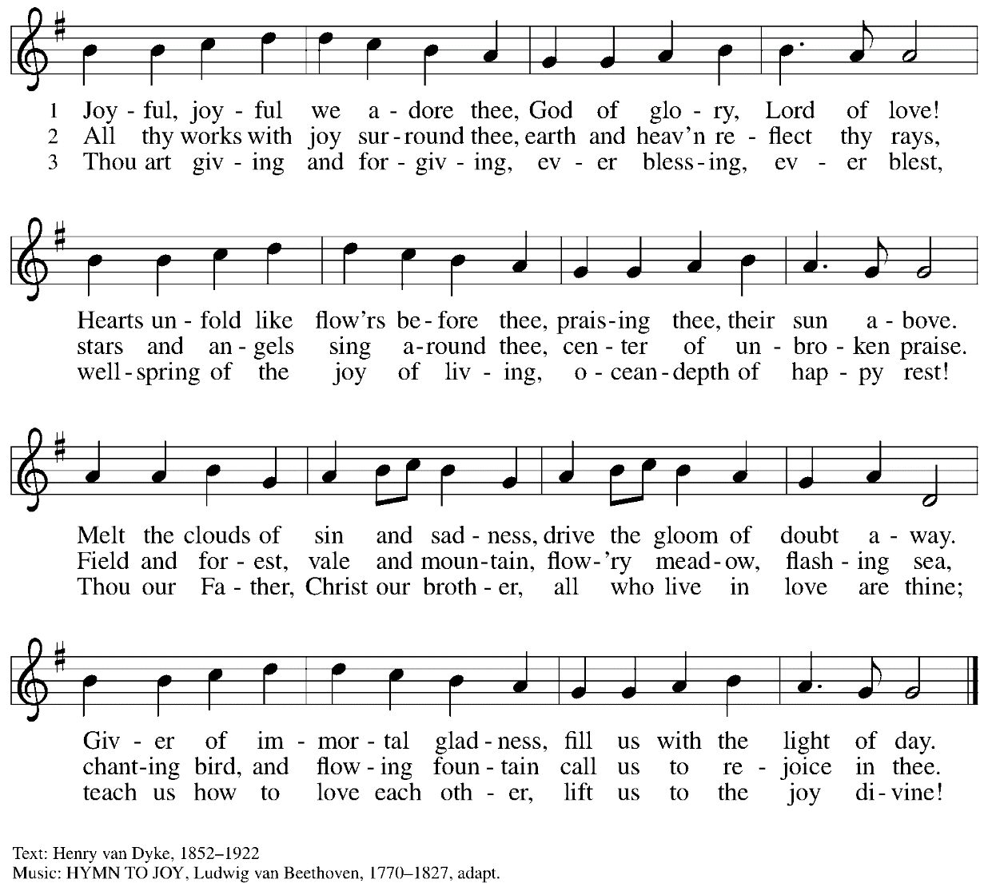 1 Joy - ful, joy - ful we a - dore thee, God of glo - ry, Lord of love!
2 All thy works with joy sur - round thee, earth and heav'n re - flect thy rays,
3 Thou art giv - ing and for - giv - ing, ev - er bless - ing, ev - er blest,
Hearts un - fold like flow'rs be - fore thee, prais - ing thee, their sun a - bove.
stars and an - gels sing a - round thee, cen - ter of un - bro - ken praise.
well - spring of the joy of liv - ing, o - cean - depth of hap - py rest!
Melt the clouds of sin and sad - ness, drive the gloom of doubt a - way.
Field and for - est, vale and moun - tain, flow - 'ry mead - ow, flash - ing sea,
Thou our Fa - ther, Christ our broth - er, all who live in love are thine;
Giv - er of im - mor - tal glad - ness, fill us with the light of day.
chant - ing bird, and flow - ing foun - tain call us to re - joice in thee.
teach us how to love each oth - er, lift us to the joy di - vine!
Text: Henry van Dyke, 1852–1922
Music: HYMN TO JOY, Ludwig van Beethoven, 1770–1827, adapt.